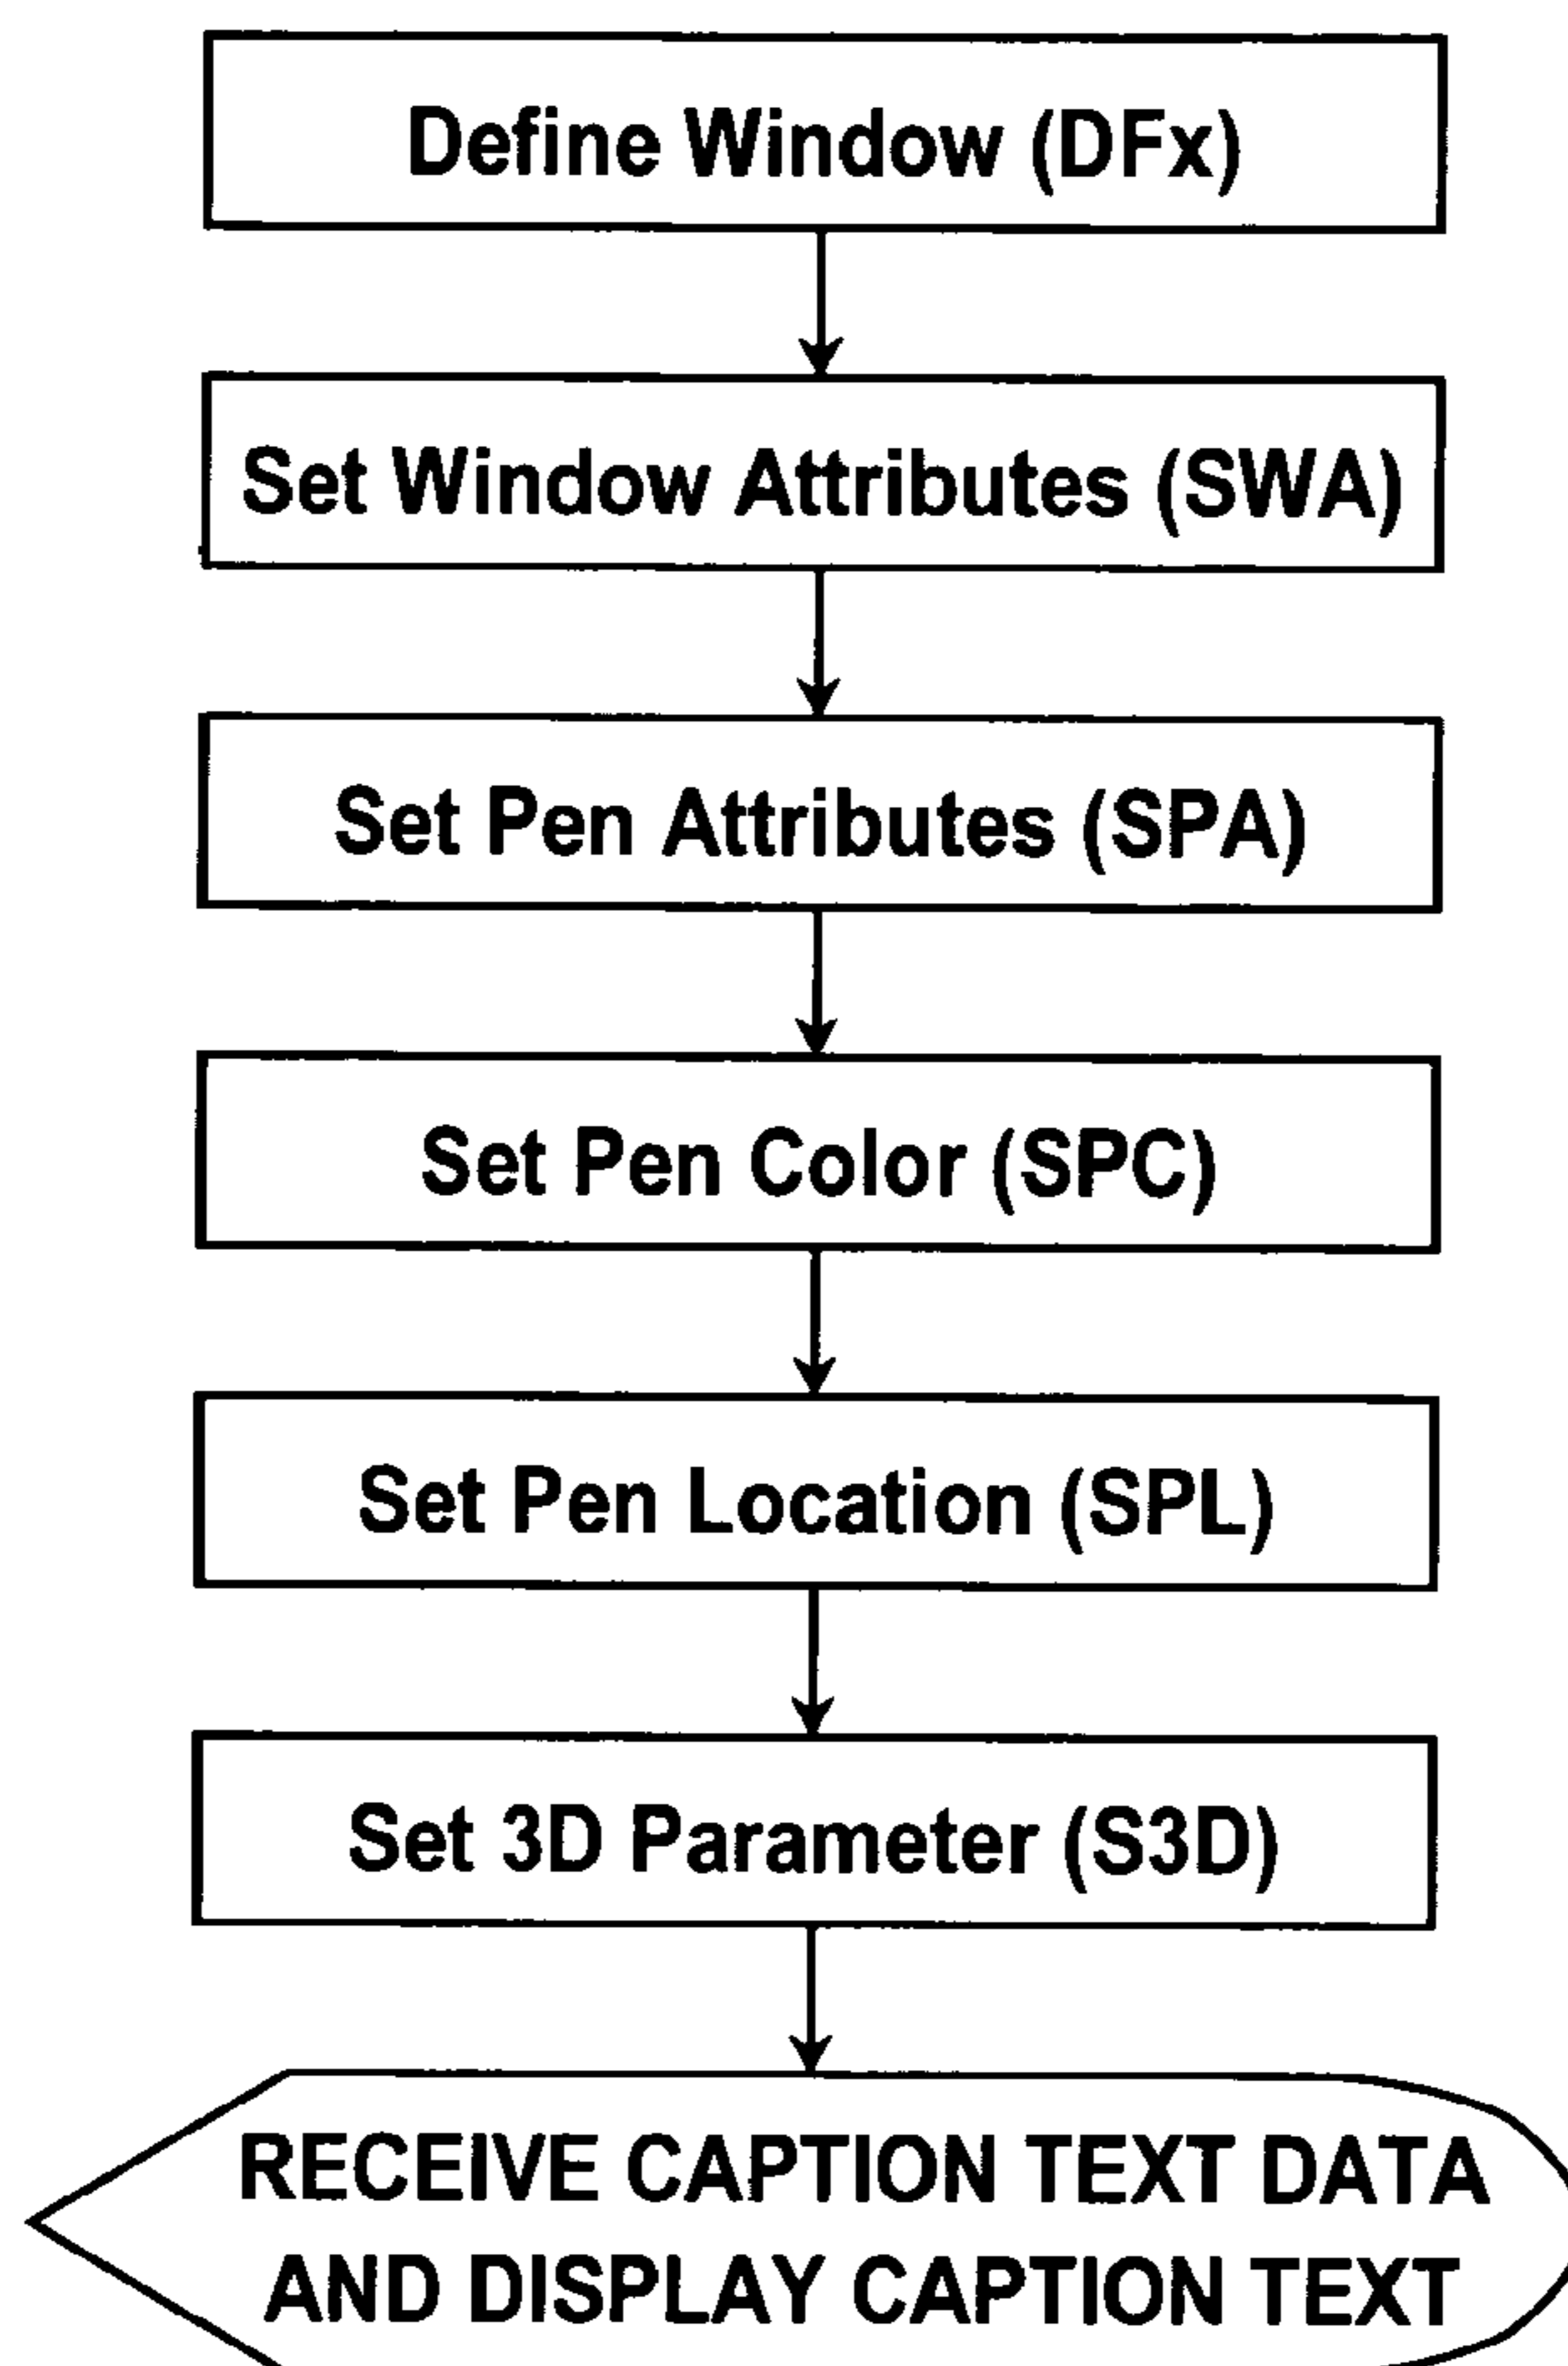 Define Window (DFx)
Set Window Attributes (SWA)
Set Pen Attributes (SPA)
Set Pen Color (SPC)
Set Pen Location (SPL)
Set 3D Parameter (S3D)
RECEIVE CAPTION TEXT DATA
AND DISPLAY CAPTION TEXT